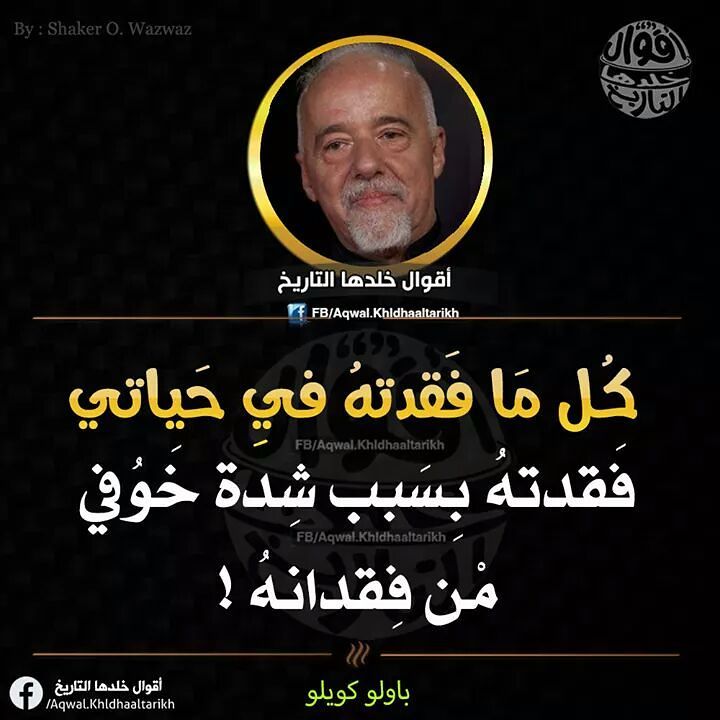 By : Shaker O. Wazwaz
أقوال
خلدها
التاريخ
أقوال خلدها التاريخ
FB/Aqwal.Khldhaaltarikh
كُل مَا فَقدتهُ فيِ حَياتي
FB/Aqwal.Khldhaaltarikh
فَقدتهُ بِسَبب شِدة خَوُفي
FB/Aqwal.Khldhaaltarikh
مْن فِقدانهُ !
باولو كويلو
أقوال خلدها التاريخ
/Aqwal.Khldhaaltarikh